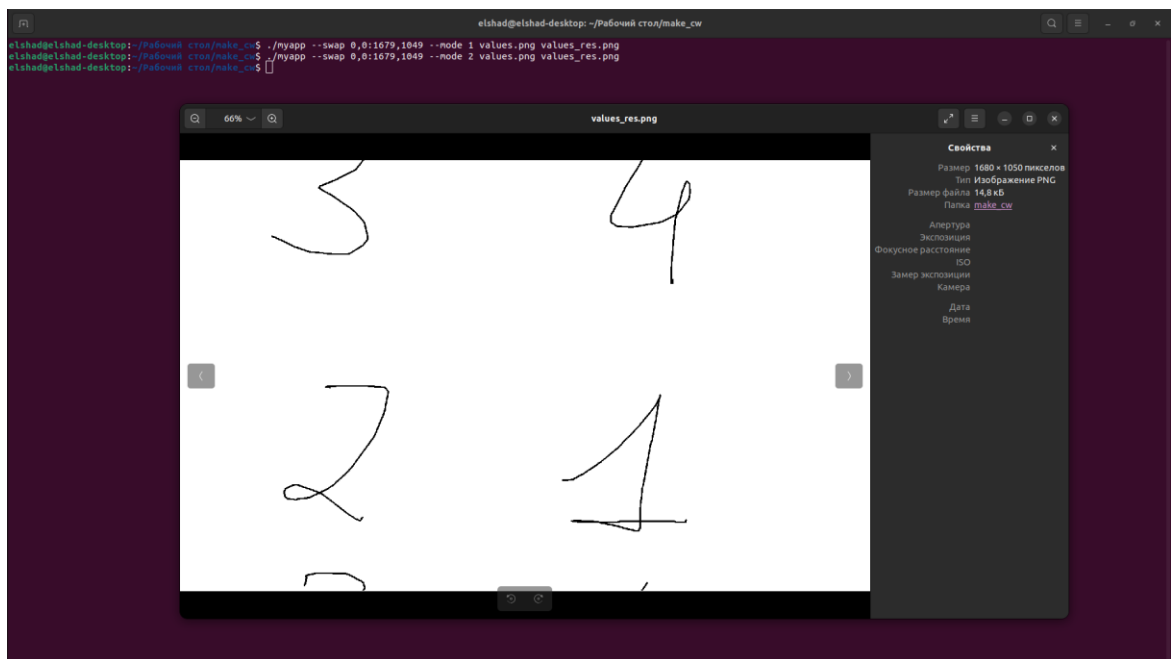 elshad@elshad-desktop: ~/Рабочий стол/make_cw
elshad@elshad-desktop:~/Рабочий стол/make_cw$ ./myapp --swap 0,0:1679,1049 --mode 1 values.png values_res.png
elshad@elshad-desktop:~/Рабочий стол/make_cw$ ./myapp --swap 0,0:1679,1049 --mode 2 values.png values_res.png
elshad@elshad-desktop:~/Рабочий стол/make_cw$
66% values_res.png
Свойства
Размер 1680 × 1050 пикселов
Тип Изображение PNG
Размер файла 14,8 кБ
Папка make_cw
Апертура
Экспозиция
Фокусное расстояние
ISO
Замер экспозиции
Камера
Дата
Время
3 4
2 1